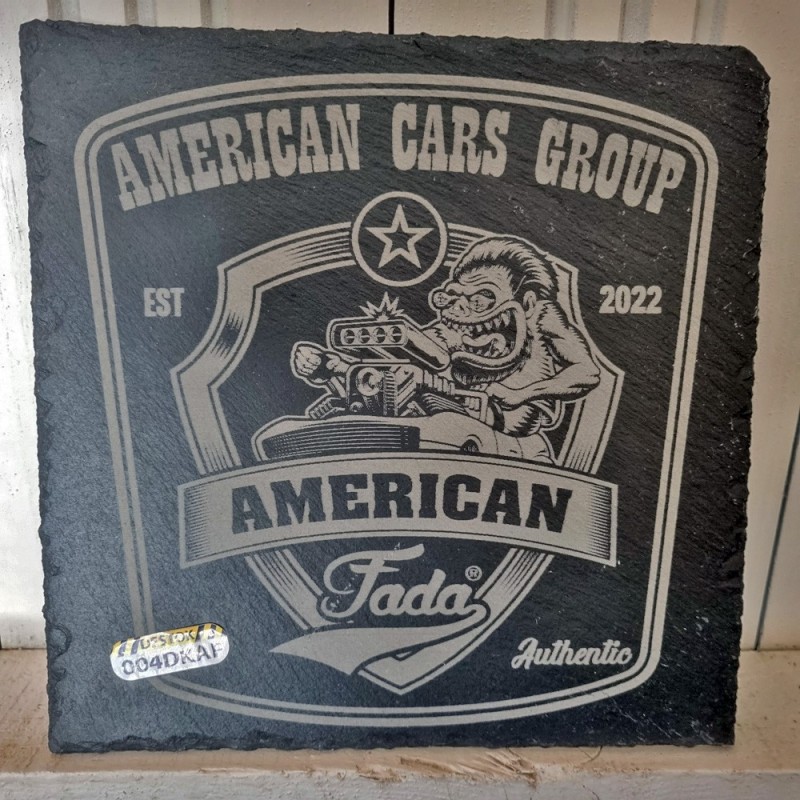 AMERICAN CARS GROUP
EST 2022
AMERICAN
Fada®
Authentic
004DKAF